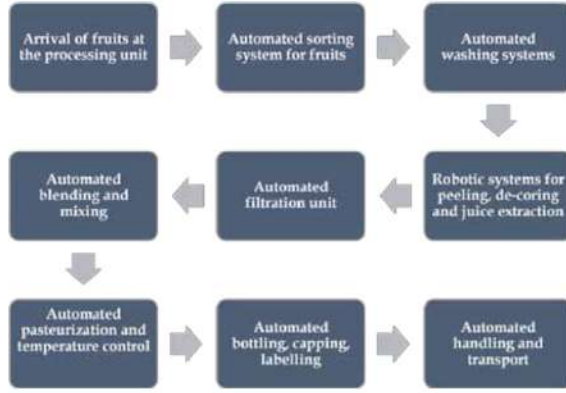 Arrival of fruits at
the processing unit
Automated sorting
system for fruits
Automated
washing systems
Robotic systems for
peeling, de-coring
and juice extraction
Automated
filtration unit
Automated
blending and
mixing
Automated
pasteurization and
temperature control
Automated
bottling, capping,
labelling
Automated
handling and
transport